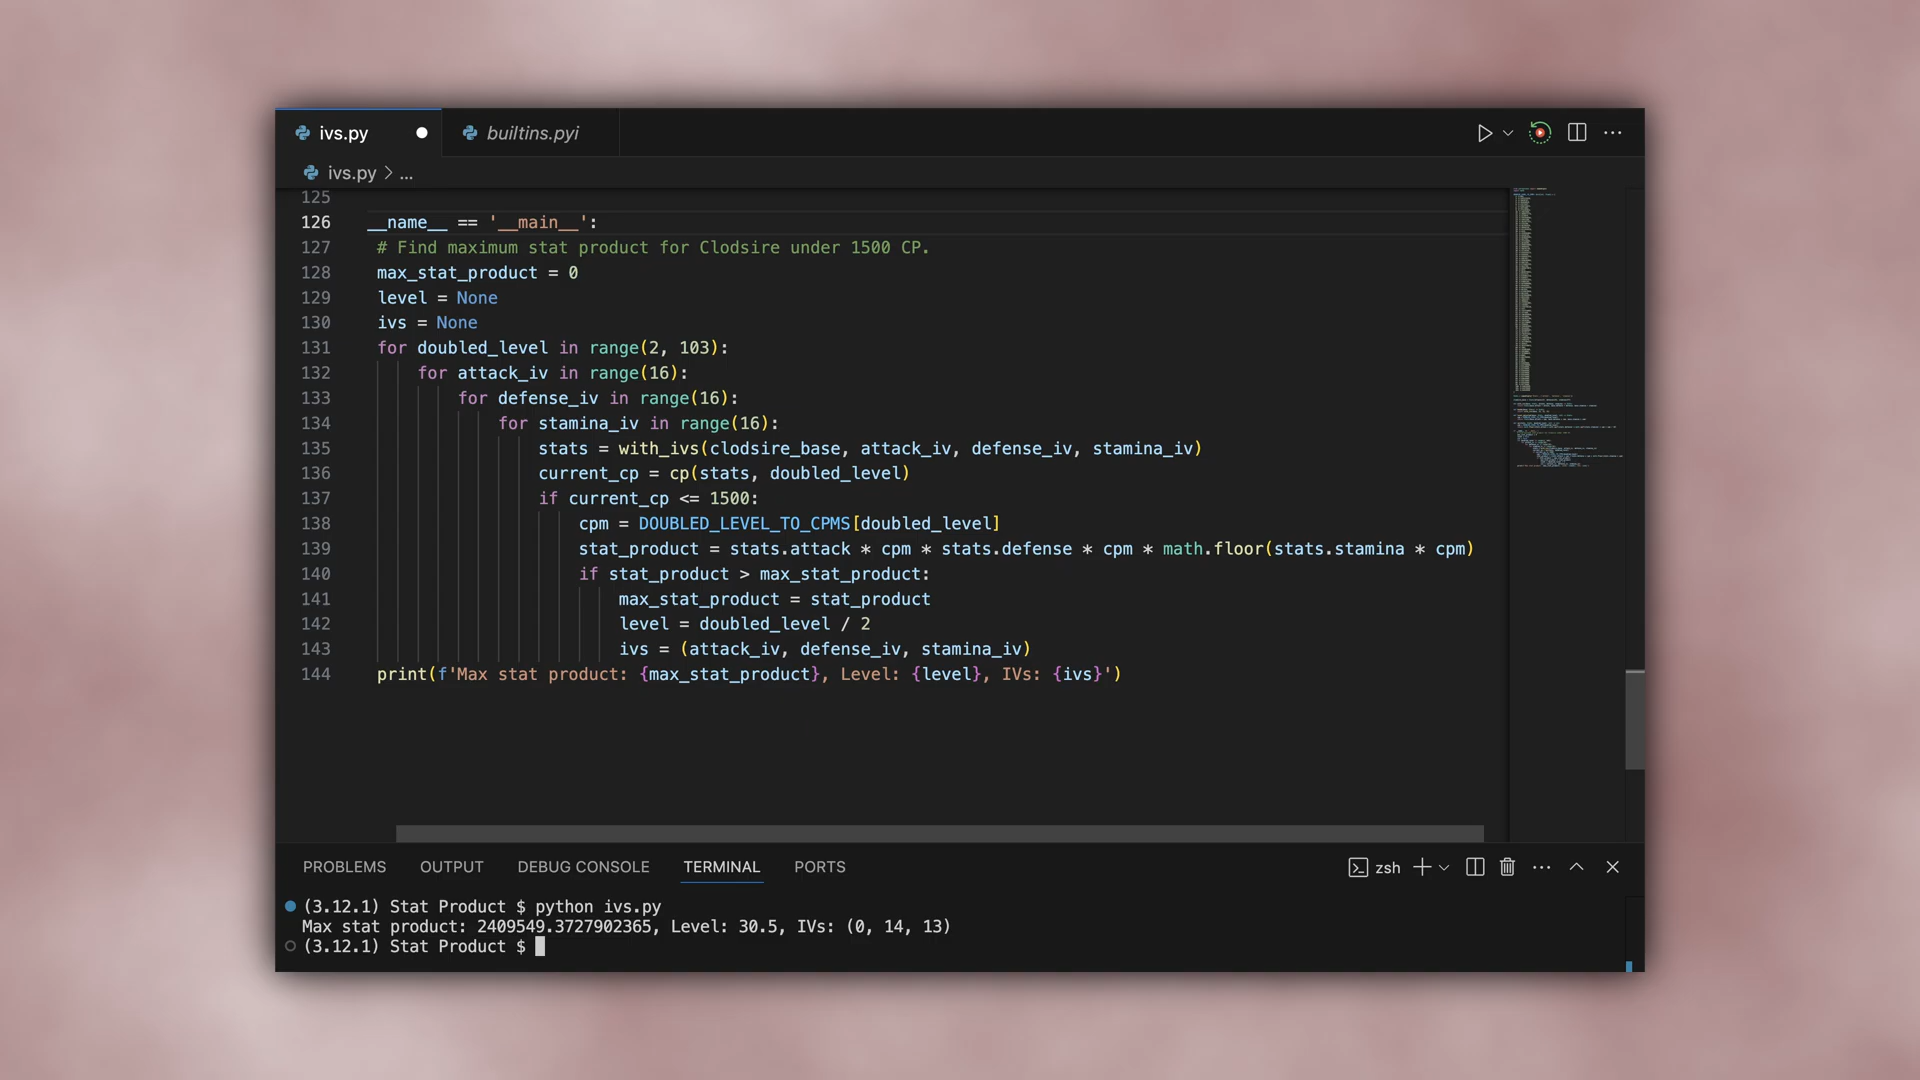 ivs.py
builtins.pyi
ivs.py > ...
125
126 __name__ == '__main__':
127 # Find maximum stat product for Clodsire under 1500 CP.
128 max_stat_product = 0
129 level = None
130 ivs = None
131 for doubled_level in range(2, 103):
132 for attack_iv in range(16):
133 for defense_iv in range(16):
134 for stamina_iv in range(16):
135 stats = with_ivs(clodsire_base, attack_iv, defense_iv, stamina_iv)
136 current_cp = cp(stats, doubled_level)
137 if current_cp <= 1500:
138 cpm = DOUBLED_LEVEL_TO_CPMS[doubled_level]
139 stat_product = stats.attack * cpm * stats.defense * cpm * math.floor(stats.stamina * cpm)
140 if stat_product > max_stat_product:
141 max_stat_product = stat_product
142 level = doubled_level / 2
143 ivs = (attack_iv, defense_iv, stamina_iv)
144 print(f'Max stat product: {max_stat_product}, Level: {level}, IVs: {ivs}')
PROBLEMS OUTPUT DEBUG CONSOLE TERMINAL PORTS zsh
(3.12.1) Stat Product $ python ivs.py
Max stat product: 2409549.3727902365, Level: 30.5, IVs: (0, 14, 13)
(3.12.1) Stat Product $